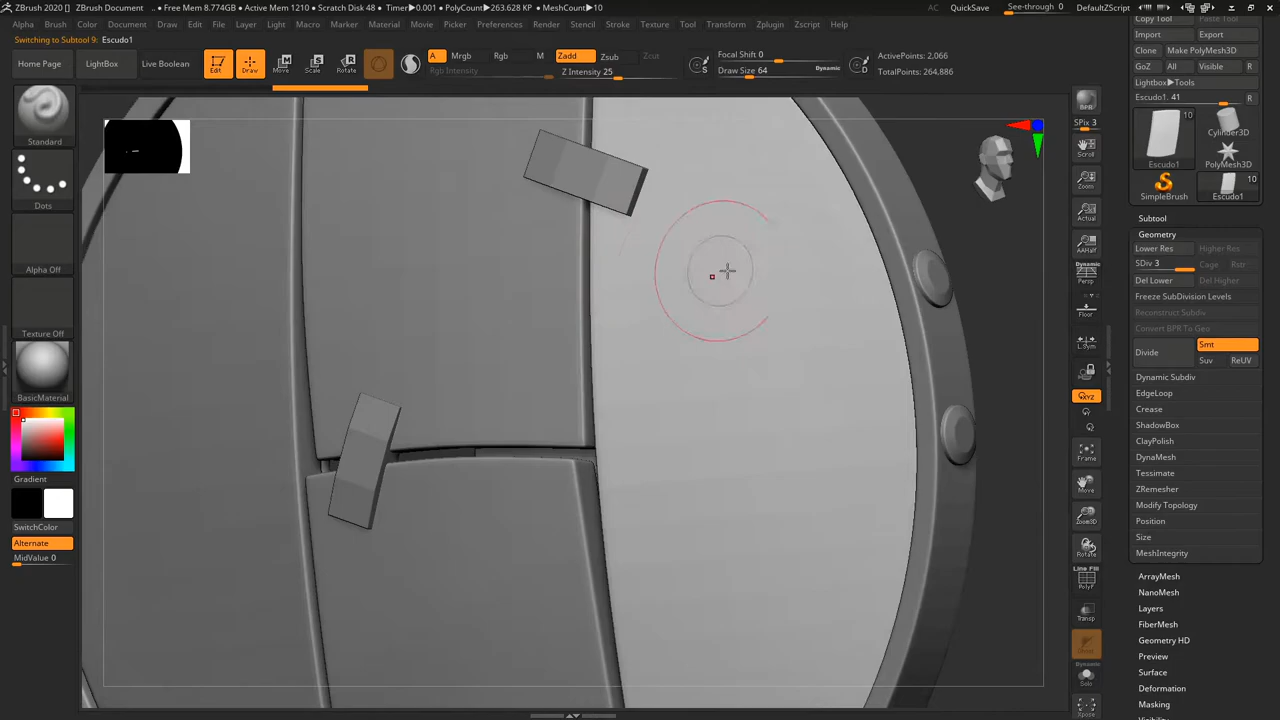 ZBrush 2020 [] ZBrush Document .. • Free Mem 8.774GB • Active Mem 1210 • Scratch Disk 48 • Timer▶0.001 • PolyCount▶263.628 KP • MeshCount▶10
AC QuickSave See-through 0 Menus DefaultZScript
Alpha Brush Color Document Draw Edit File Layer Light Macro Marker Material Movie Picker Preferences Render Stencil Stroke Texture Tool Transform Zplugin Zscript Help
Switching to Subtool 9: Escudo1
Home Page
LightBox
Live Boolean
Edit
Draw
Move
Scale
Rotate
A Mrgb Rgb M
Rgb Intensity
Zadd Zsub Zcut
Z Intensity 25
S
Focal Shift 0
Draw Size 64 Dynamic
D
ActivePoints: 2,066
TotalPoints: 264,886
Standard
Dots
Alpha Off
Texture Off
BasicMaterial
Gradient
SwitchColor
Alternate
MidValue 0
BPR
SPix 3
Scroll
Zoom
Actual
AAHalf
Dynamic
Persp
Floor
L.Sym
XYZ
Frame
Move
Zoom3D
Rotate
Line Fill
PolyF
Transp
Dynamic
Solo
Xpose
Copy Tool Paste Tool
Import Export
Clone Make PolyMesh3D
GoZ All Visible R
Lightbox▶Tools
Escudo1. 41 R
10
Escudo1
Cylinder3D
PolyMesh3D
SimpleBrush
10
Escudo1
Subtool
Geometry
Lower Res Higher Res
SDiv 3 Cage Rstr
Del Lower Del Higher
Freeze SubDivision Levels
Reconstruct Subdiv
Convert BPR To Geo
Divide
Smt
Suv ReUV
Dynamic Subdiv
EdgeLoop
Crease
ShadowBox
ClayPolish
DynaMesh
Tessimate
ZRemesher
Modify Topology
Position
Size
MeshIntegrity
ArrayMesh
NanoMesh
Layers
FiberMesh
Geometry HD
Preview
Surface
Deformation
Masking